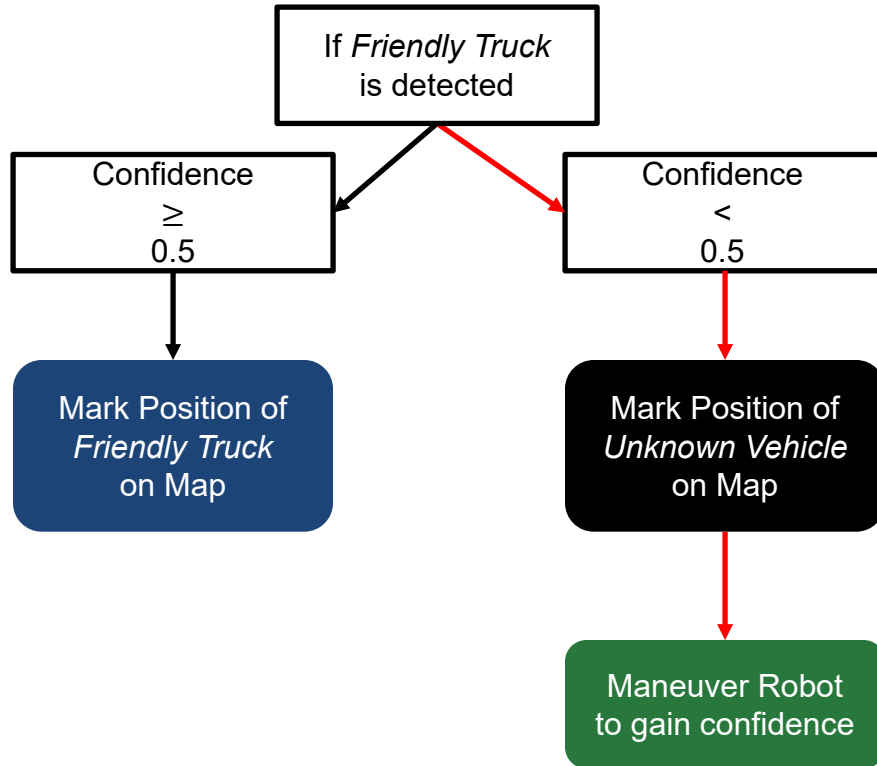 If Friendly Truck
is detected
Confidence
≥
0.5
Confidence
<
0.5
Mark Position of
Friendly Truck
on Map
Mark Position of
Unknown Vehicle
on Map
Maneuver Robot
to gain confidence